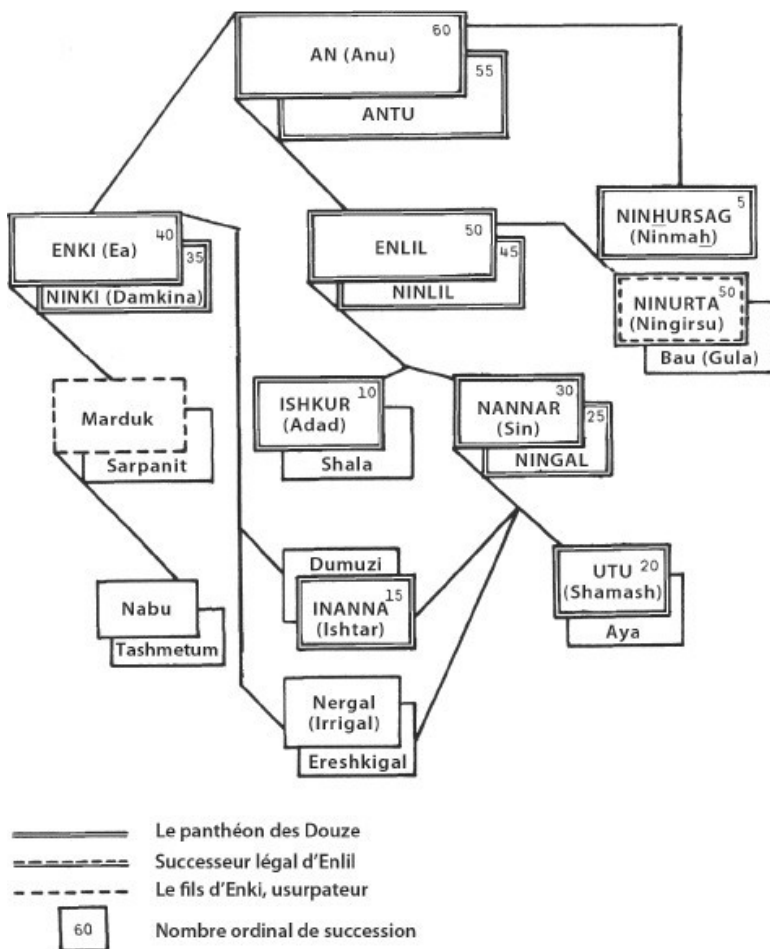 60
AN (Anu)
55
ANTU
5
NINHURSAG
(Ninmah)
40
ENKI (Ea)
35
NINKI (Damkina)
50
ENLIL
45
NINLIL
50
NINURTA
(Ningirsu)
Bau (Gula)
Marduk
Sarpanit
10
ISHKUR
(Adad)
Shala
30
NANNAR
(Sin)
25
NINGAL
Dumuzi
15
INANNA
(Ishtar)
20
UTU
(Shamash)
Aya
Nabu
Tashmetum
Nergal
(Irrigal)
Ereshkigal
Le panthéon des Douze
Successeur légal d'Enlil
Le fils d'Enki, usurpateur
60 Nombre ordinal de succession